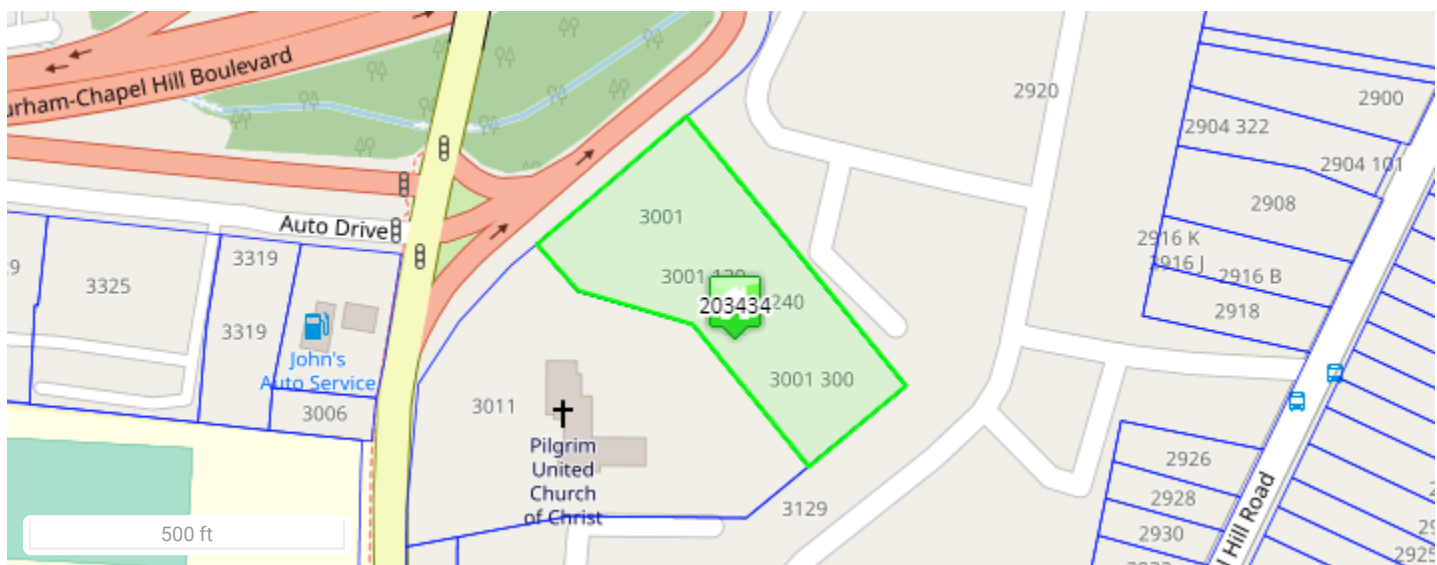 urham-Chapel Hill Boulevard
2920
2900
2904 322
2904 101
2908
3001
Auto Drive
2916 K
2916 J
2916 B
3319
9
3325
3001
240
203434
2918
3319
John's
Auto Service
3001 300
3011
3006
Pilgrim
United
Church
of Christ
2926
2928
3129
2930
Hill Road
2925
500 ft